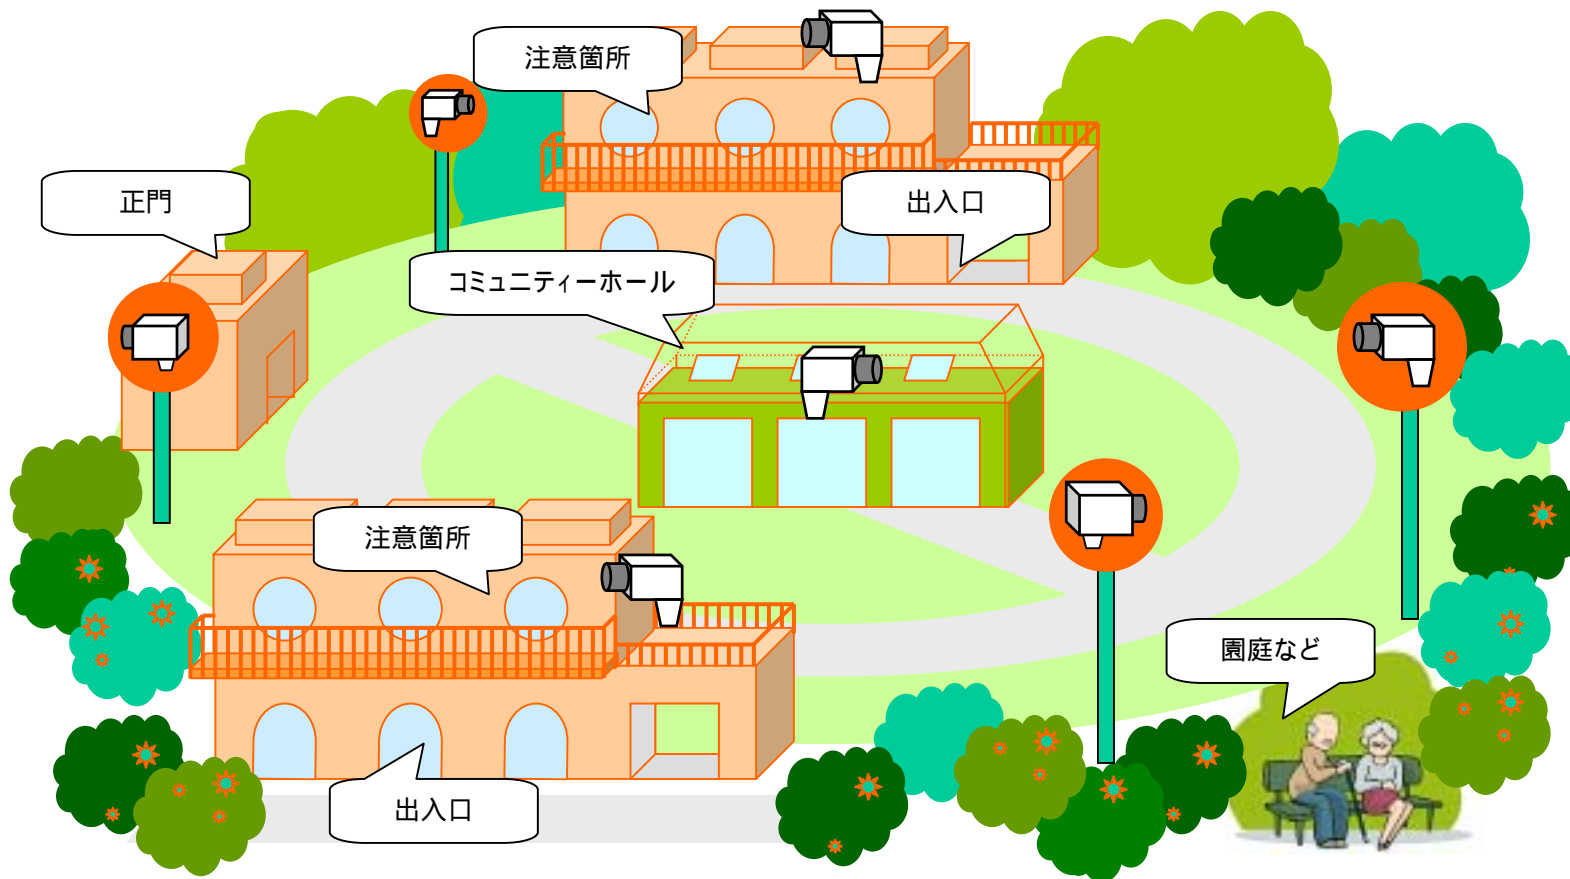 注意箇所
正門
出入口
コミュニティーホール
注意箇所
園庭など
出入口